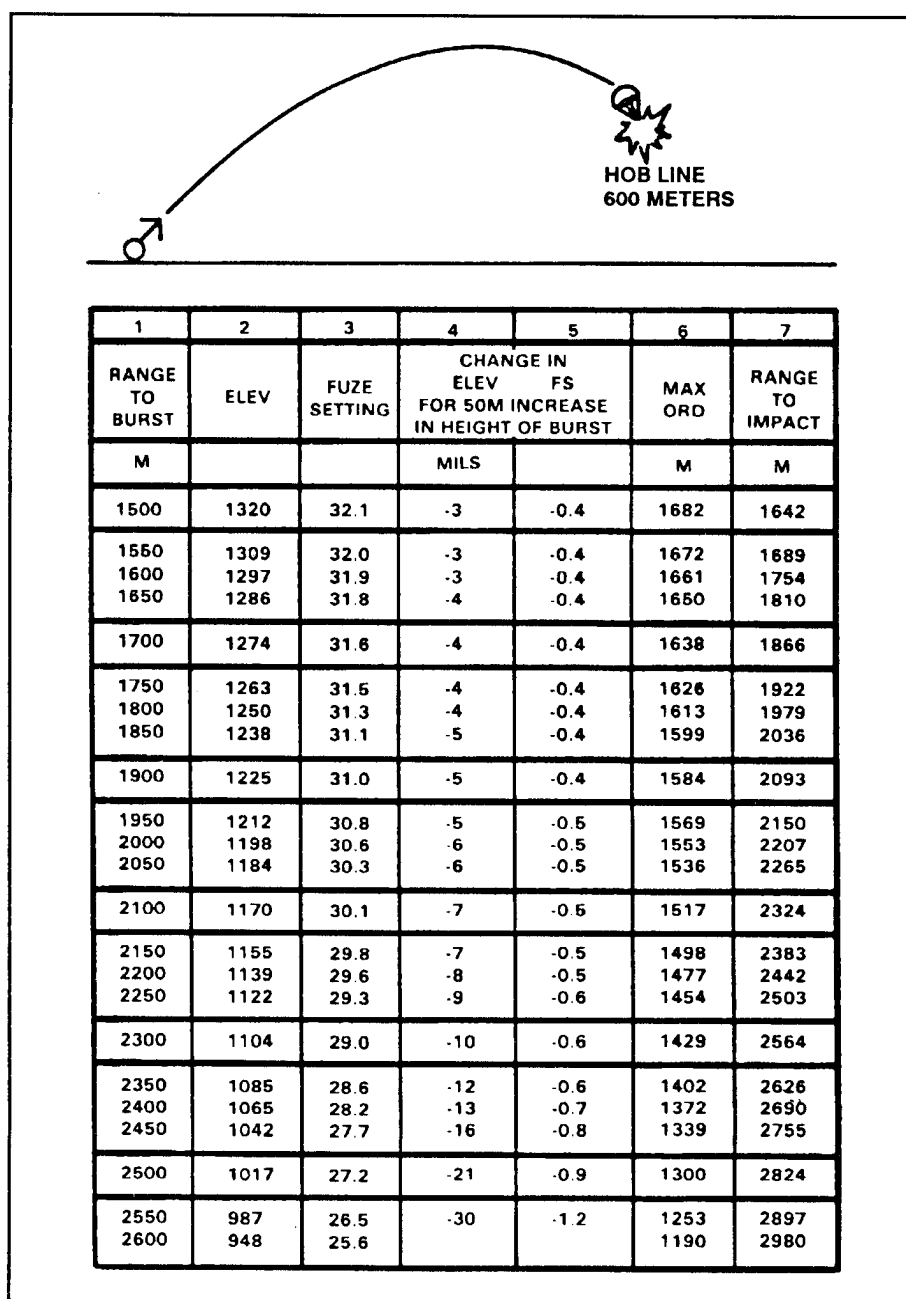 HOB LINE
600 METERS
1 2 3 4 5 6 7
RANGE TO BURST ELEV FUZE SETTING CHANGE IN ELEV FS FOR 50M INCREASE IN HEIGHT OF BURST MAX ORD RANGE TO IMPACT
M MILS M M
1500 1320 32.1 -3 -0.4 1682 1642
1550 1309 32.0 -3 -0.4 1672 1689
1600 1297 31.9 -3 -0.4 1661 1754
1650 1286 31.8 -4 -0.4 1650 1810
1700 1274 31.6 -4 -0.4 1638 1866
1750 1263 31.5 -4 -0.4 1626 1922
1800 1250 31.3 -4 -0.4 1613 1979
1850 1238 31.1 -5 -0.4 1599 2036
1900 1225 31.0 -5 -0.4 1584 2093
1950 1212 30.8 -5 -0.5 1569 2150
2000 1198 30.6 -6 -0.5 1553 2207
2050 1184 30.3 -6 -0.5 1536 2265
2100 1170 30.1 -7 -0.5 1517 2324
2150 1155 29.8 -7 -0.5 1498 2383
2200 1139 29.6 -8 -0.5 1477 2442
2250 1122 29.3 -9 -0.6 1454 2503
2300 1104 29.0 -10 -0.6 1429 2564
2350 1085 28.6 -12 -0.6 1402 2626
2400 1065 28.2 -13 -0.7 1372 2690
2450 1042 27.7 -16 -0.8 1339 2755
2500 1017 27.2 -21 -0.9 1300 2824
2550 987 26.5 -30 -1.2 1253 2897
2600 948 25.6 1190 2980